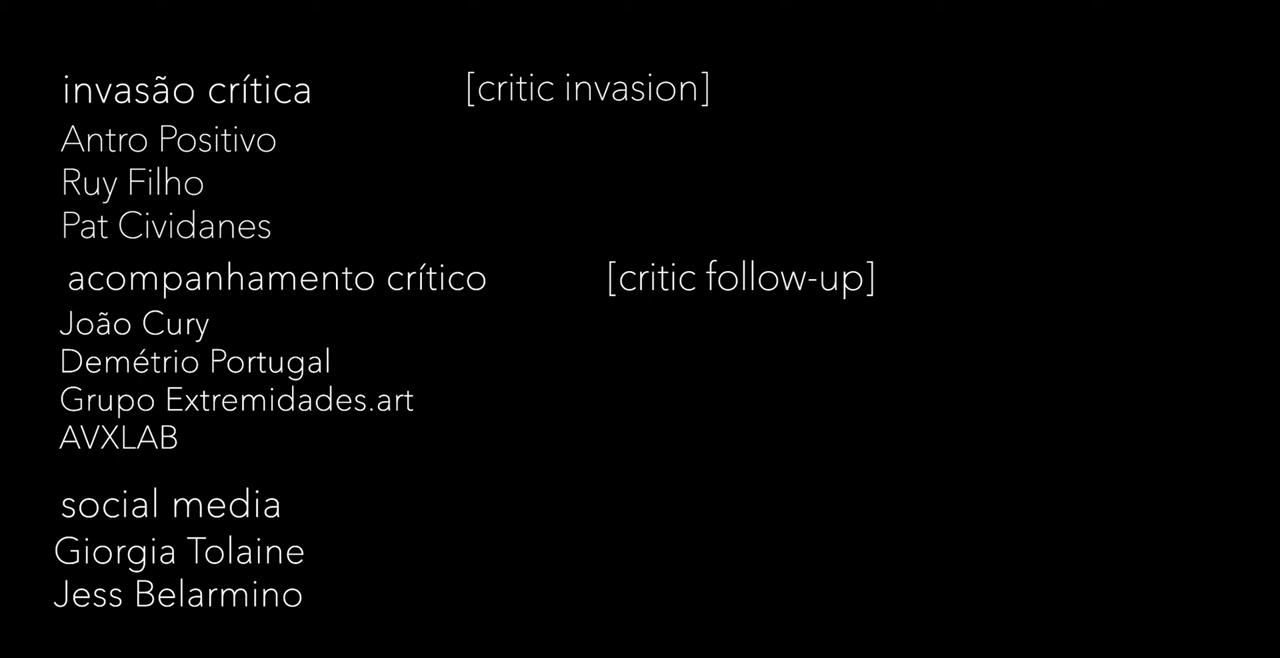 invasão crítica [critic invasion]
Antro Positivo
Ruy Filho
Pat Cividanes
acompanhamento crítico [critic follow-up]
João Cury
Demétrio Portugal
Grupo Extremidades.art
AVXLAB
social media
Giorgia Tolaine
Jess Belarmino